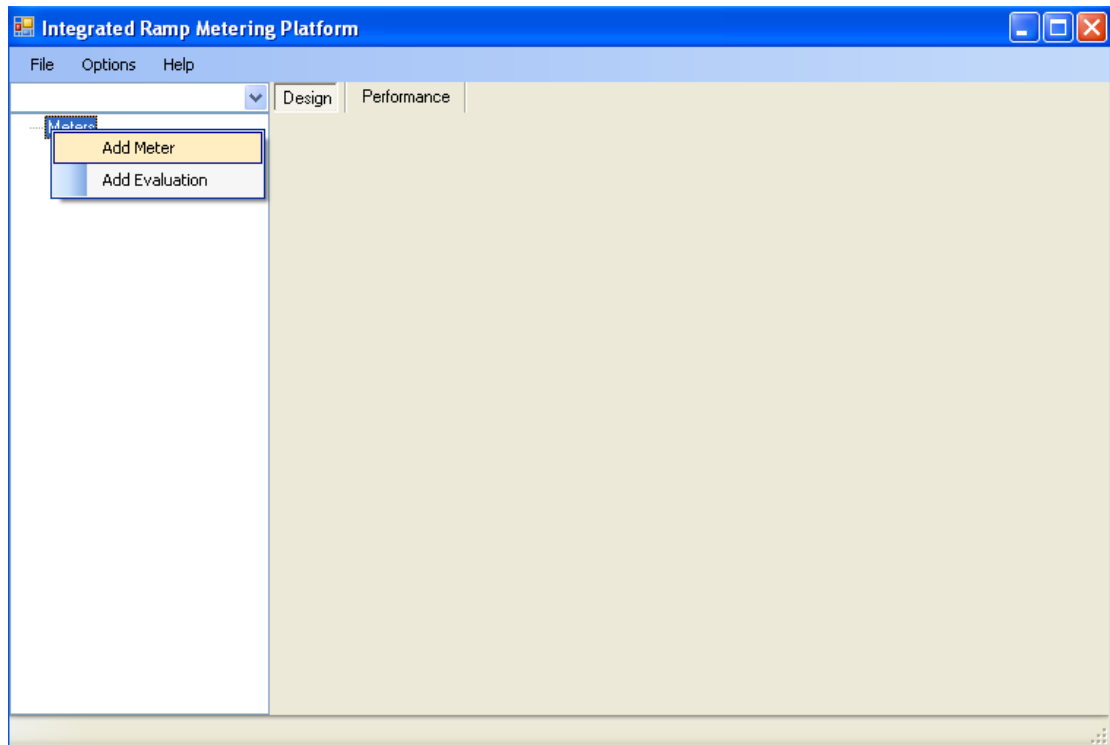 Integrated Ramp Metering Platform
File Options Help
Design Performance
Meters
Add Meter
Add Evaluation